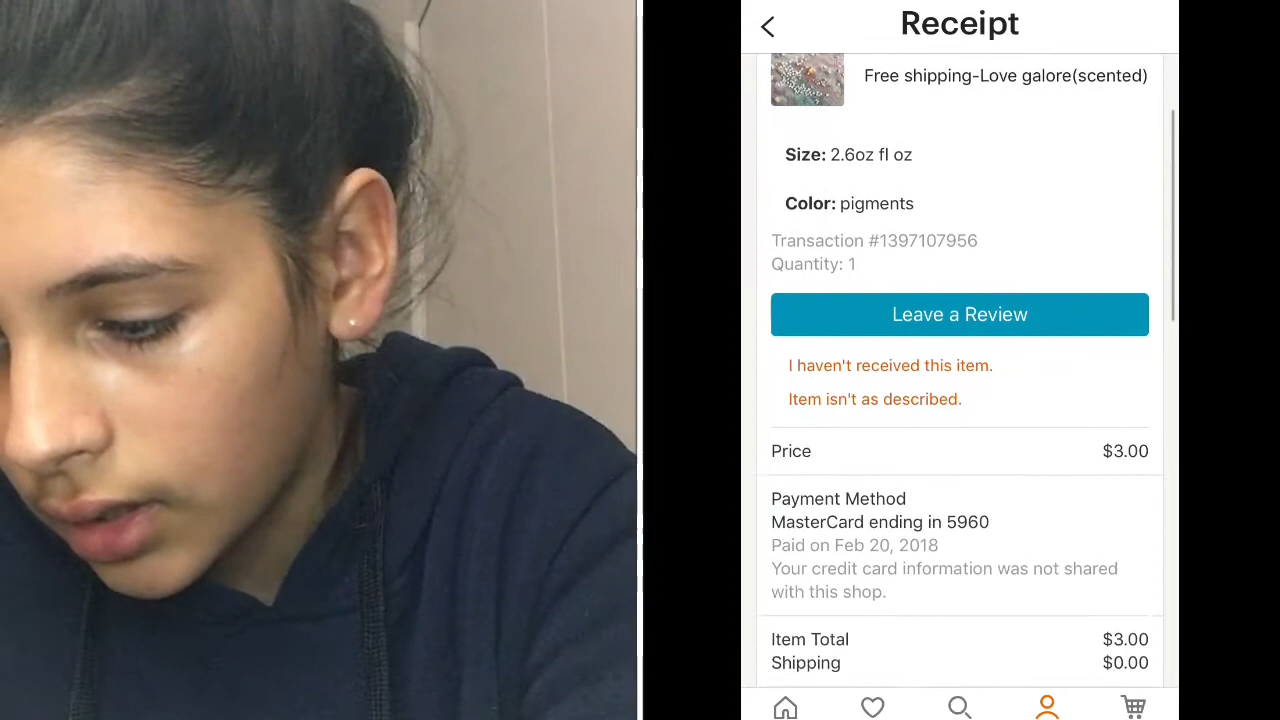 Receipt
Free shipping-Love galore(scented)
Size: 2.6oz fl oz
Color: pigments
Transaction #1397107956
Quantity: 1
Leave a Review
I haven't received this item.
Item isn't as described.
Price $3.00
Payment Method
MasterCard ending in 5960
Paid on Feb 20, 2018
Your credit card information was not shared
with this shop.
Item Total $3.00
Shipping $0.00